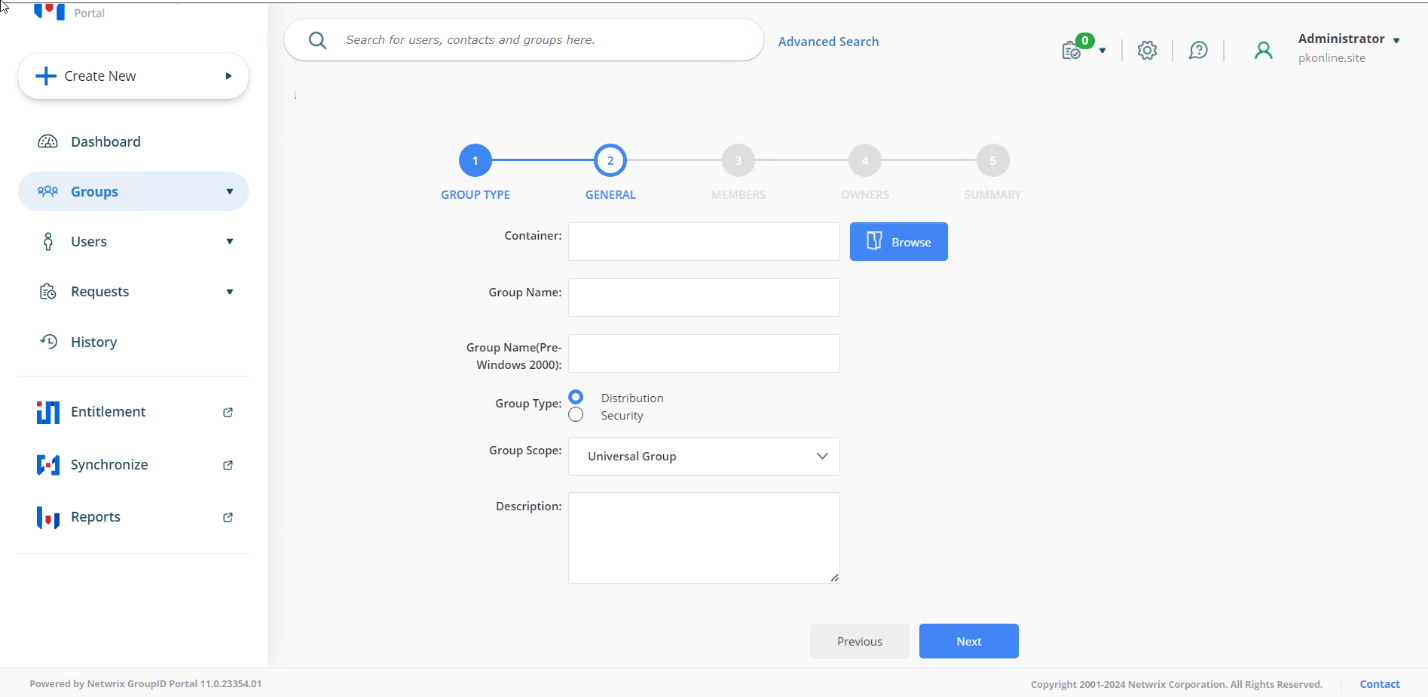 Portal
Search for users, contacts and groups here.
Advanced Search
0
Administrator
pkonline.site
Create New
Dashboard
Groups
Users
Requests
History
Entitlement
Synchronize
Reports
1
2
3
4
5
GROUP TYPE
GENERAL
MEMBERS
OWNERS
SUMMARY
Container:
Browse
Group Name:
Group Name(Pre-
Windows 2000):
Group Type:
Distribution
Security
Group Scope:
Universal Group
Description:
Previous
Next
Powered by Netwrix GroupID Portal 11.0.23354.01
Copyright 2001-2024 Netwrix Corporation. All Rights Reserved.
Contact